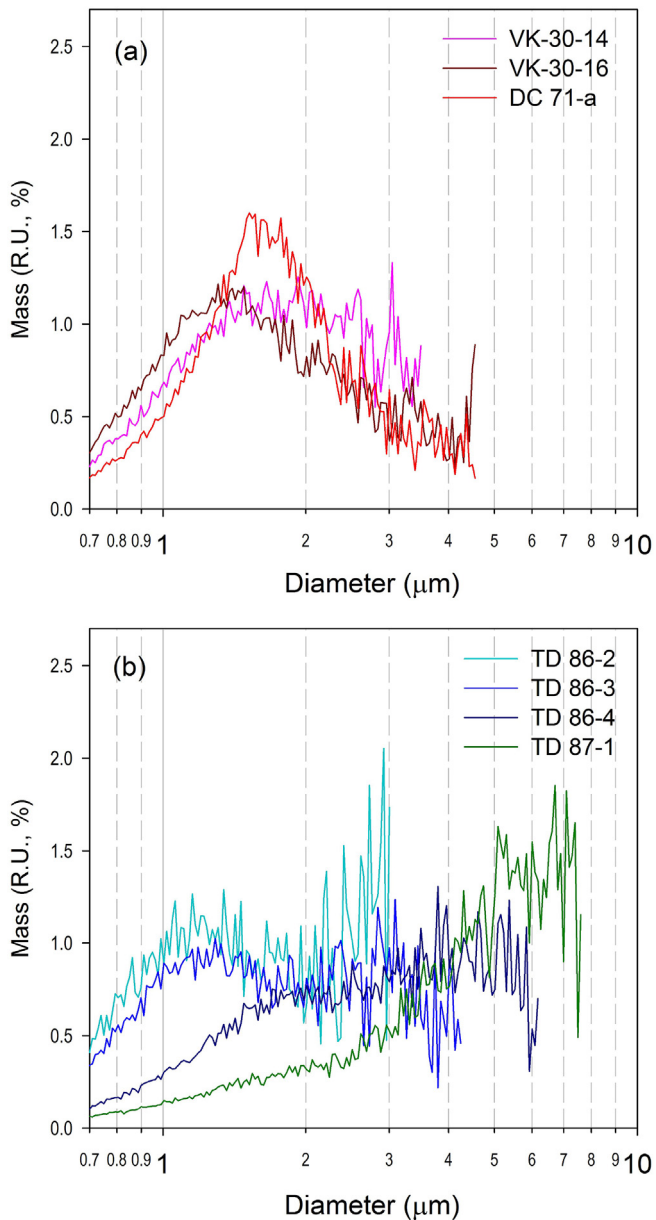 (a)
VK-30-14
VK-30-16
DC 71-a
2.5
2.0
1.5
1.0
0.5
0.0
Mass (R.U., %)
0.7 0.8 0.9 1 2 3 4 5 6 7 8 9 10
Diameter (μm)
(b)
TD 86-2
TD 86-3
TD 86-4
TD 87-1
2.5
2.0
1.5
1.0
0.5
0.0
Mass (R.U., %)
0.7 0.8 0.9 1 2 3 4 5 6 7 8 9 10
Diameter (μm)